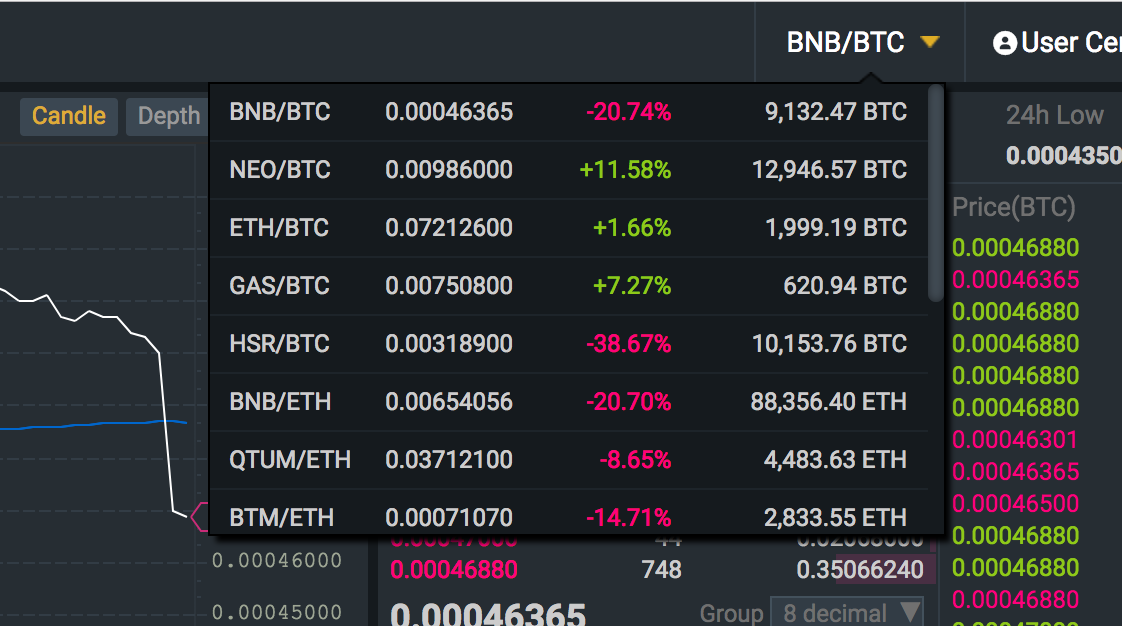 BNB/BTC
User Cer
Candle Depth
BNB/BTC 0.00046365 -20.74% 9,132.47 BTC
NEO/BTC 0.00986000 +11.58% 12,946.57 BTC
ETH/BTC 0.07212600 +1.66% 1,999.19 BTC
GAS/BTC 0.00750800 +7.27% 620.94 BTC
HSR/BTC 0.00318900 -38.67% 10,153.76 BTC
BNB/ETH 0.00654056 -20.70% 88,356.40 ETH
QTUM/ETH 0.03712100 -8.65% 4,483.63 ETH
BTM/ETH 0.00071070 -14.71% 2,833.55 ETH
0.00046000
0.00045000
0.00046880 748 0.35066240
0.00046365 Group 8 decimal
24h Low
0.0004350
Price(BTC)
0.00046880
0.00046365
0.00046880
0.00046880
0.00046880
0.00046880
0.00046301
0.00046365
0.00046500
0.00046880
0.00046880
0.00046880